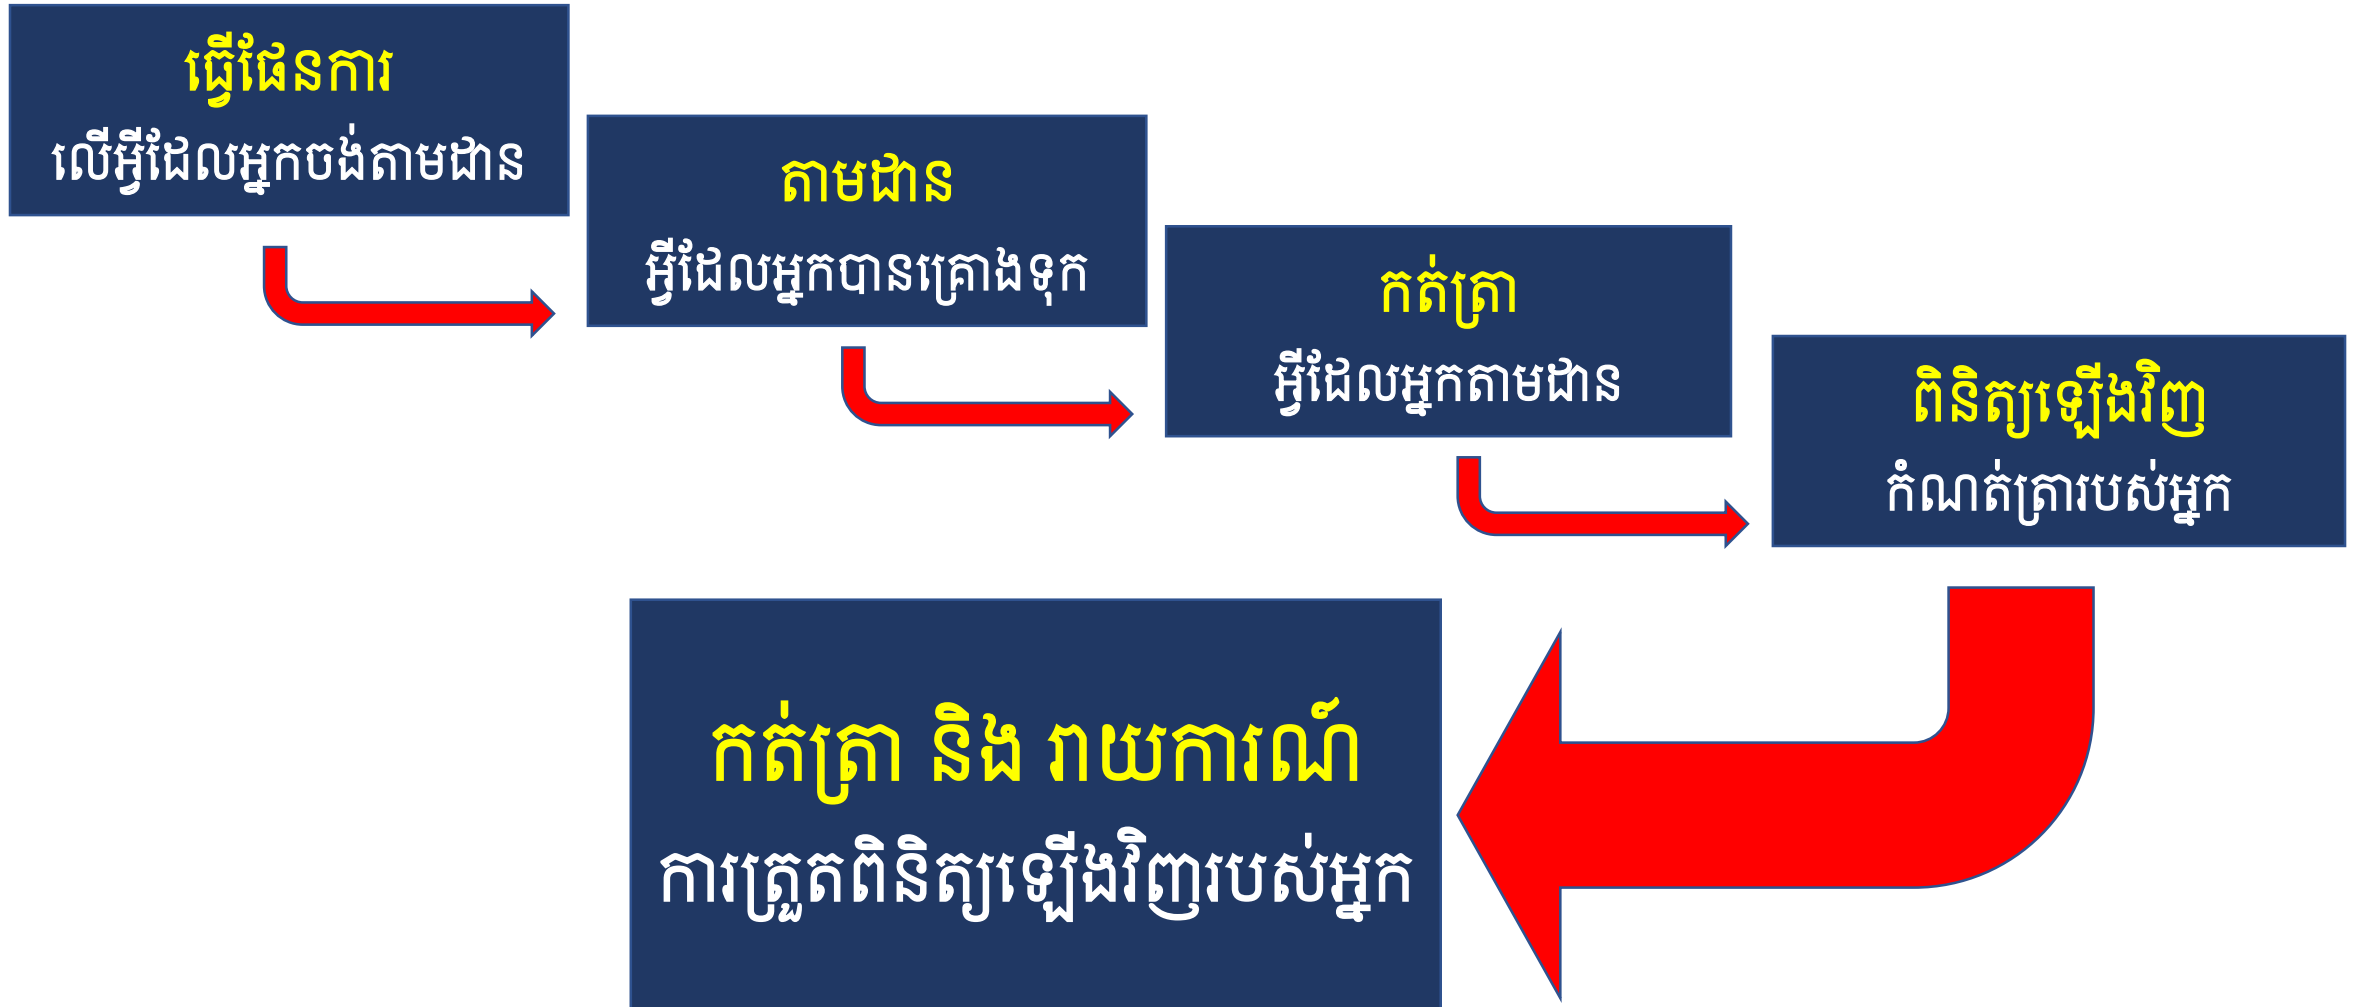 ធ្វើផែនការ
លើអ្វីដែលអ្នកចង់តាមដាន
តាមដាន
អ្វីដែលអ្នកបានគ្រោងទុក
កត់ត្រា
អ្វីដែលអ្នកតាមដាន
ពិនិត្យឡើងវិញ
កំណត់ត្រារបស់អ្នក
កត់ត្រា និង រាយការណ៍
ការត្រួតពិនិត្យឡើងវិញរបស់អ្នក